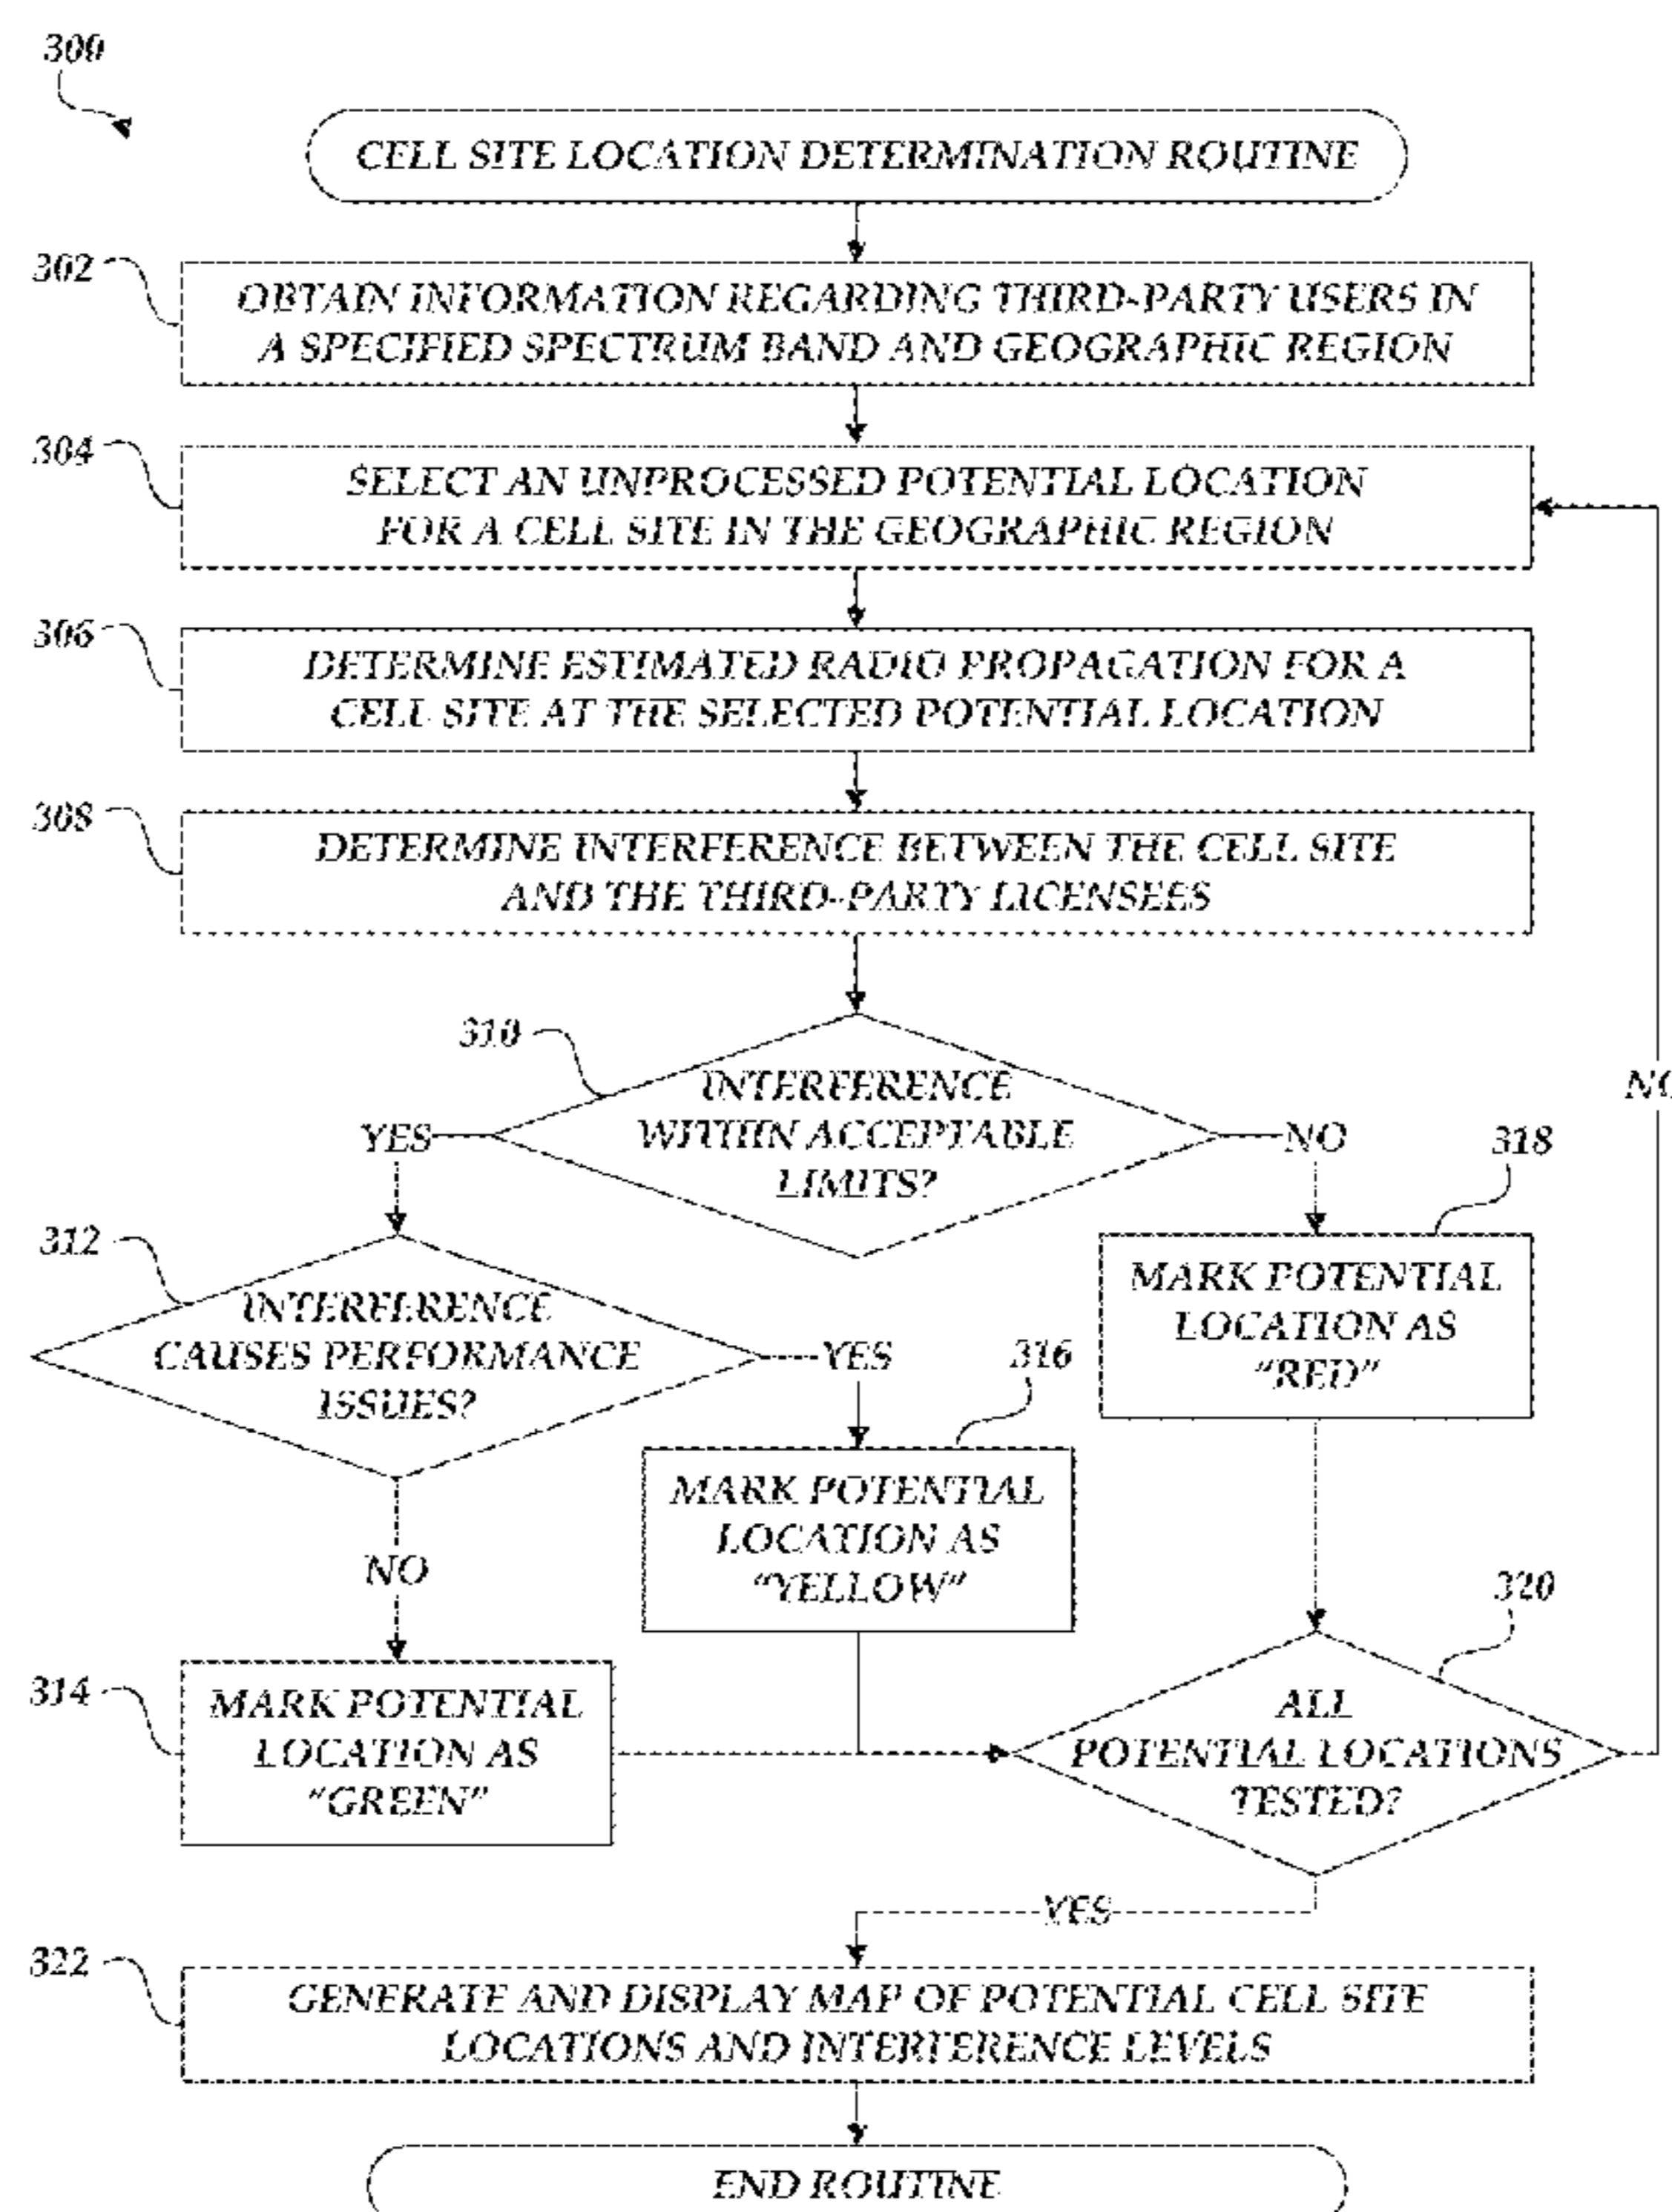 300
CELL SITE LOCATION DETERMINATION ROUTINE
302
OBTAIN INFORMATION REGARDING THIRD-PARTY USERS IN
A SPECIFIED SPECTRUM BAND AND GEOGRAPHIC REGION
304
SELECT AN UNPROCESSED POTENTIAL LOCATION
FOR A CELL SITE IN THE GEOGRAPHIC REGION
306
DETERMINE ESTIMATED RADIO PROPAGATION FOR A
CELL SITE AT THE SELECTED POTENTIAL LOCATION
308
DETERMINE INTERFERENCE BETWEEN THE CELL SITE
AND THE THIRD-PARTY LICENSEES
310
INTERFERENCE
WITHIN ACCEPTABLE
LIMITS?
YES
NO
NO
318
312
INTERFERENCE
CAUSES PERFORMANCE
ISSUES?
YES
316
MARK POTENTIAL
LOCATION AS
"RED"
MARK POTENTIAL
LOCATION AS
"YELLOW"
NO
320
314
MARK POTENTIAL
LOCATION AS
"GREEN"
ALL
POTENTIAL LOCATIONS
TESTED?
YES
322
GENERATE AND DISPLAY MAP OF POTENTIAL CELL SITE
LOCATIONS AND INTERFERENCE LEVELS
END ROUTINE